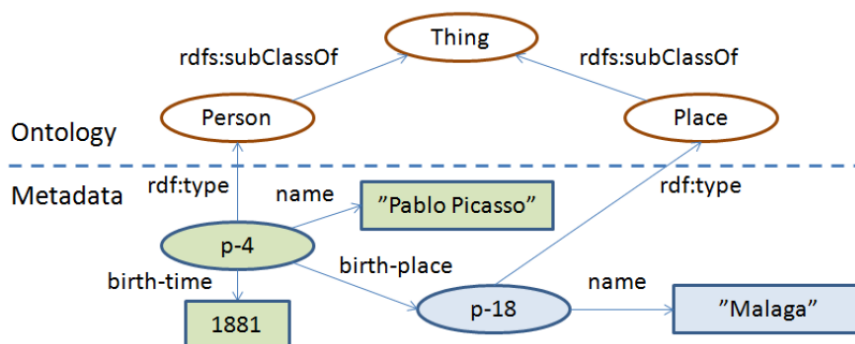 Thing
rdfs:subClassOf
rdfs:subClassOf
Person
Place
Ontology
Metadata
rdf:type
name
rdf:type
”Pablo Picasso”
p-4
birth-place
birth-time
name
p-18
”Malaga”
1881